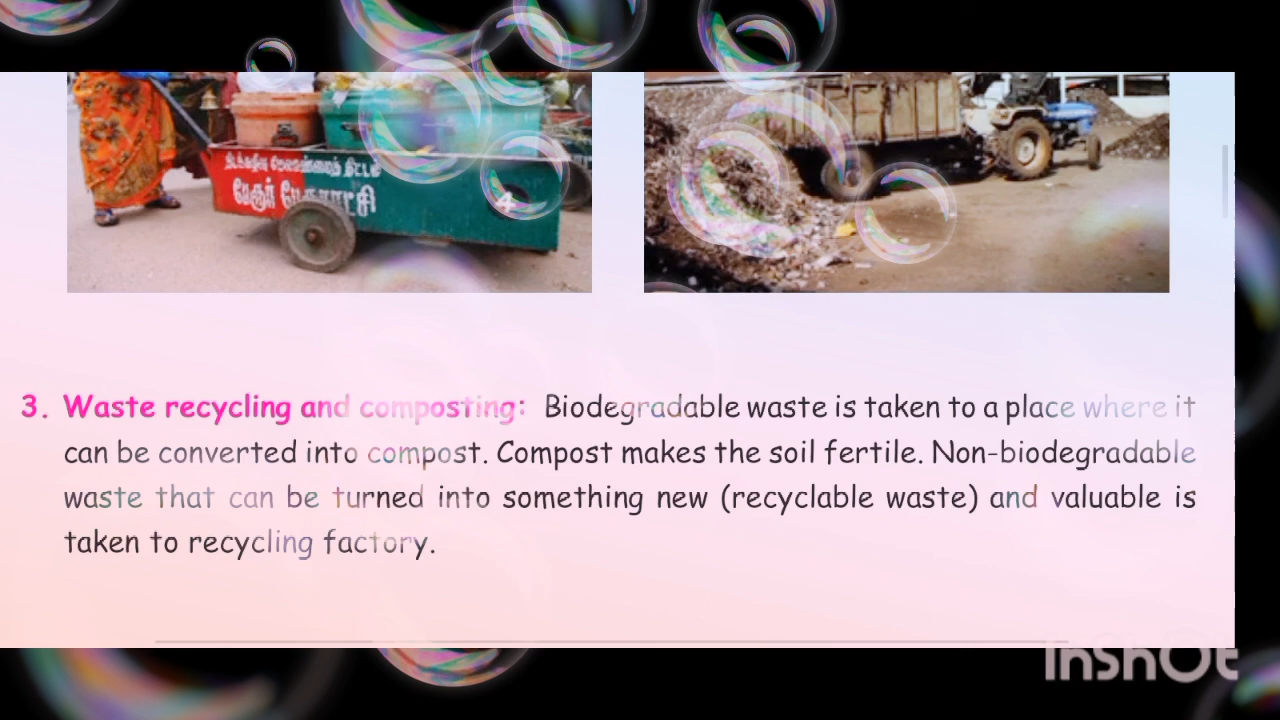 பேரூர் பேரூராட்சி
4
3. Waste recycling and composting: Biodegradable waste is taken to a place where it
can be converted into compost. Compost makes the soil fertile. Non-biodegradable
waste that can be turned into something new (recyclable waste) and valuable is
taken to recycling factory.
InShOt